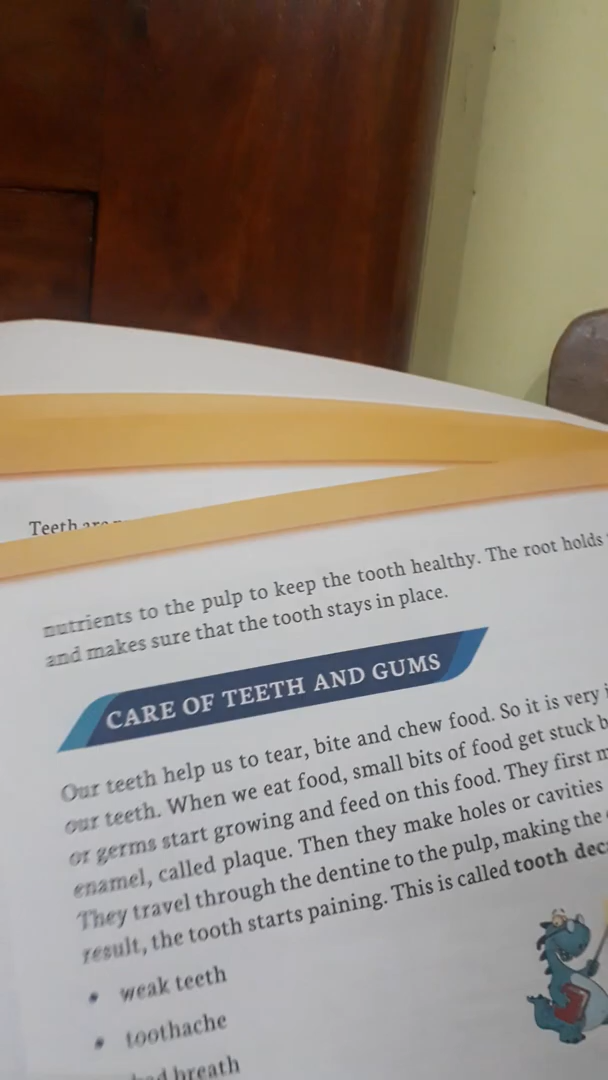 Teeth are
nutrients to the pulp to keep the tooth healthy. The root holds
and makes sure that the tooth stays in place.
CARE OF TEETH AND GUMS
Our teeth help us to tear, bite and chew food. So it is very
our teeth. When we eat food, small bits of food get stuck
or germs start growing and feed on this food. They first
enamel, called plaque. Then they make holes or cavities
They travel through the dentine to the pulp, making the
result, the tooth starts paining. This is called tooth
• weak teeth
• toothache
breath